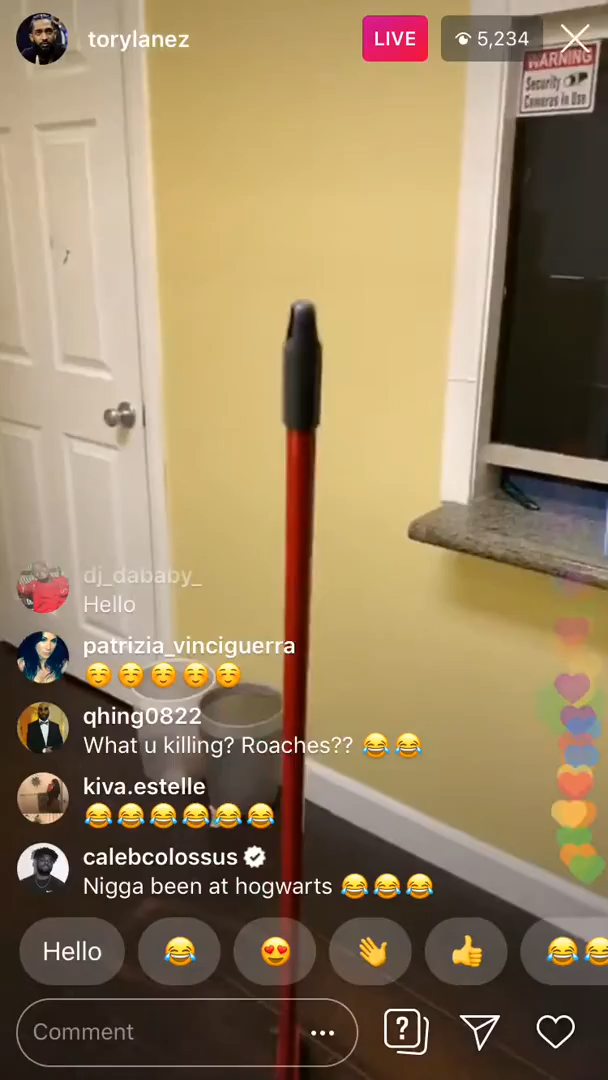 torylanez
LIVE
5,234
WARNING
Security
Cameras In Use
dj_dababy_
Hello
patrizia_vinciguerra
☺️☺️☺️☺️☺️
qhing0822
What u killing? Roaches?? 😂😂
kiva.estelle
😂😂😂😂😂😂
calebcolossus
Nigga been at hogwarts 😂😂😂
Hello 😂 😍 👋 👍 😂😂
Comment